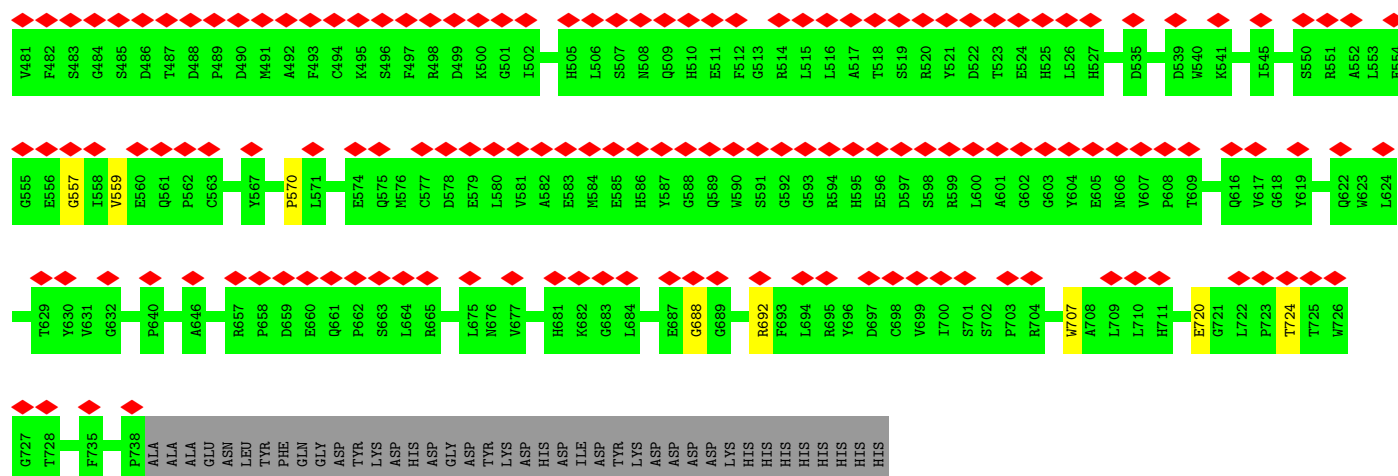 V481 F482 S483 G484 S485 D486 T487 D488 P489 D490 M491 A492 F493 C494 K495 S496 F497 R498 D499 K500 G501 I502 H505 L506 S507 N508 Q509 H510 E511 F512 G513 R514 L515 L516 A517 T518 S519 R520 Y521 D522 T523 E524 H525 L526 H527 D535 D539 W540 K541 I545 S550 R551 A552 L553 E554
G555 E556 G557 I558 V559 E560 Q561 P562 C563 Y567 P570 L571 E574 Q575 M576 C577 D578 E579 L580 V581 A582 E583 M584 E585 H586 Y587 G588 Q589 W590 S591 G592 G593 R594 H595 E596 D597 S598 R599 L600 A601 G602 G603 Y604 E605 N606 V607 P608 T609 Q616 V617 G618 Y619 Q622 W623 L624
T629 Y630 V631 G632 P640 A646 R657 P658 D659 E660 Q661 P662 S663 L664 R665 L675 N676 V677 H681 K682 G683 L684 E687 G688 G689 R692 F693 L694 R695 Y696 D697 C698 V699 I700 S701 S702 P703 R704 W707 A708 L709 L710 H711 E720 G721 L722 P723 T724 T725 W726
G727 T728 F735 P738 ALA ALA ALA GLU ASN LEU TYR PHE GLN GLY ASP TYR LYS ASP HIS ASP GLY ASP TYR LYS ASP HIS ASP ILE ASP TYR LYS ASP ASP ASP ASP LYS HIS HIS HIS HIS HIS HIS HIS HIS